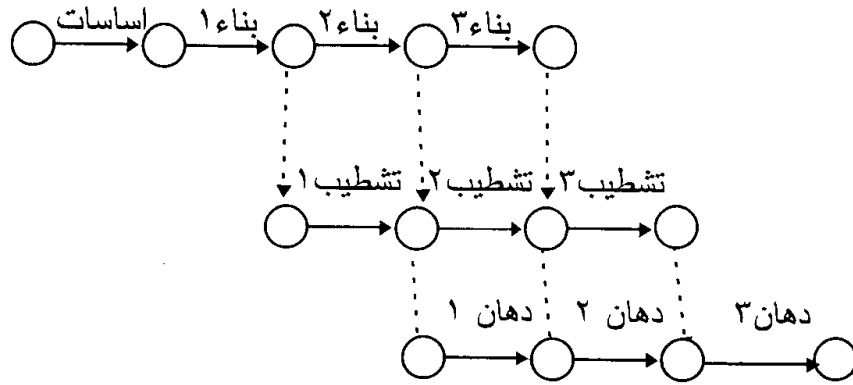 اساسات
بناء١
بناء٢
بناء٣
تشطيب١
تشطيب٢
تشطيب٣
دهان ١
دهان ٢
دهان٣